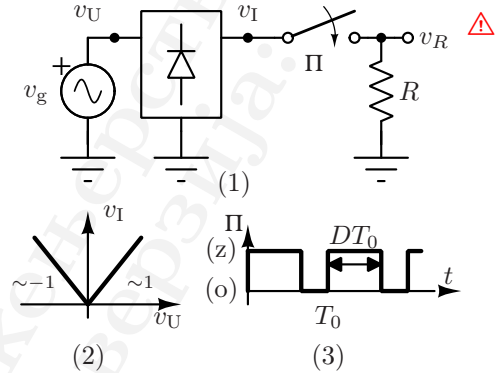 v_U v_I
Π v_R
+
v_g R
(1)
v_I
∼−1 ∼1
v_U
(2)
Π
(z) DT_0
(o) t
T_0
(3)